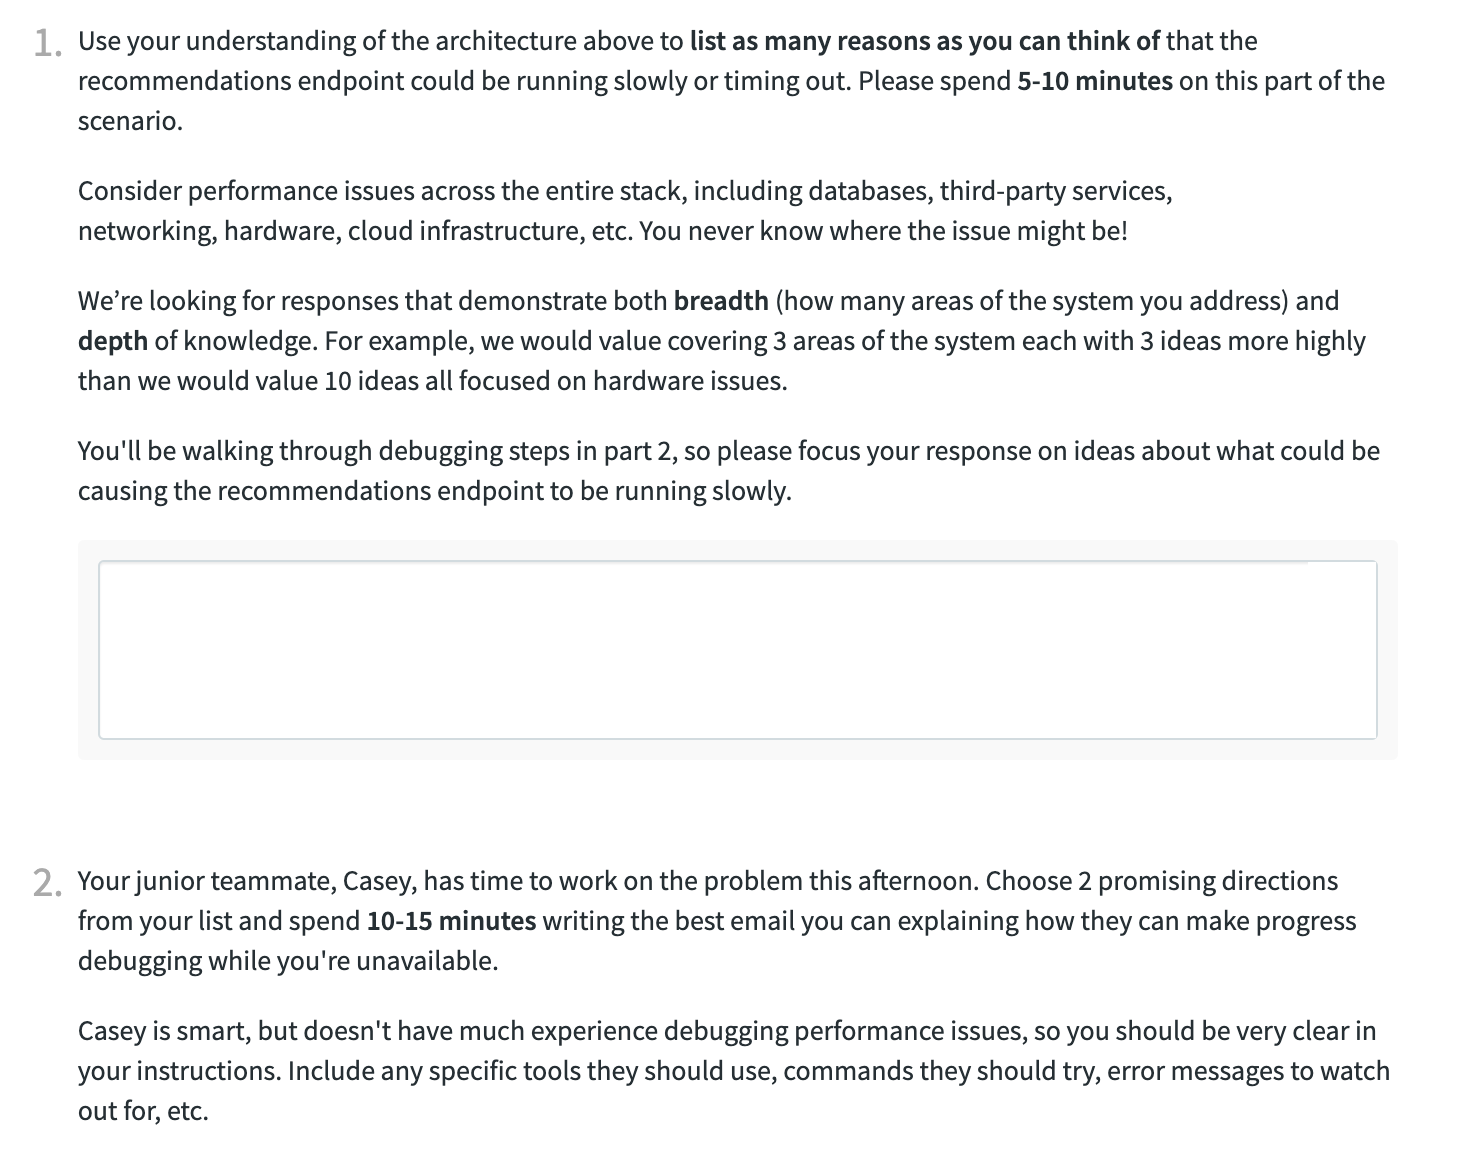 1. Use your understanding of the architecture above to list as many reasons as you can think of that the
recommendations endpoint could be running slowly or timing out. Please spend 5-10 minutes on this part of the
scenario.
Consider performance issues across the entire stack, including databases, third-party services,
networking, hardware, cloud infrastructure, etc. You never know where the issue might be!
We’re looking for responses that demonstrate both breadth (how many areas of the system you address) and
depth of knowledge. For example, we would value covering 3 areas of the system each with 3 ideas more highly
than we would value 10 ideas all focused on hardware issues.
You'll be walking through debugging steps in part 2, so please focus your response on ideas about what could be
causing the recommendations endpoint to be running slowly.
2. Your junior teammate, Casey, has time to work on the problem this afternoon. Choose 2 promising directions
from your list and spend 10-15 minutes writing the best email you can explaining how they can make progress
debugging while you're unavailable.
Casey is smart, but doesn't have much experience debugging performance issues, so you should be very clear in
your instructions. Include any specific tools they should use, commands they should try, error messages to watch
out for, etc.